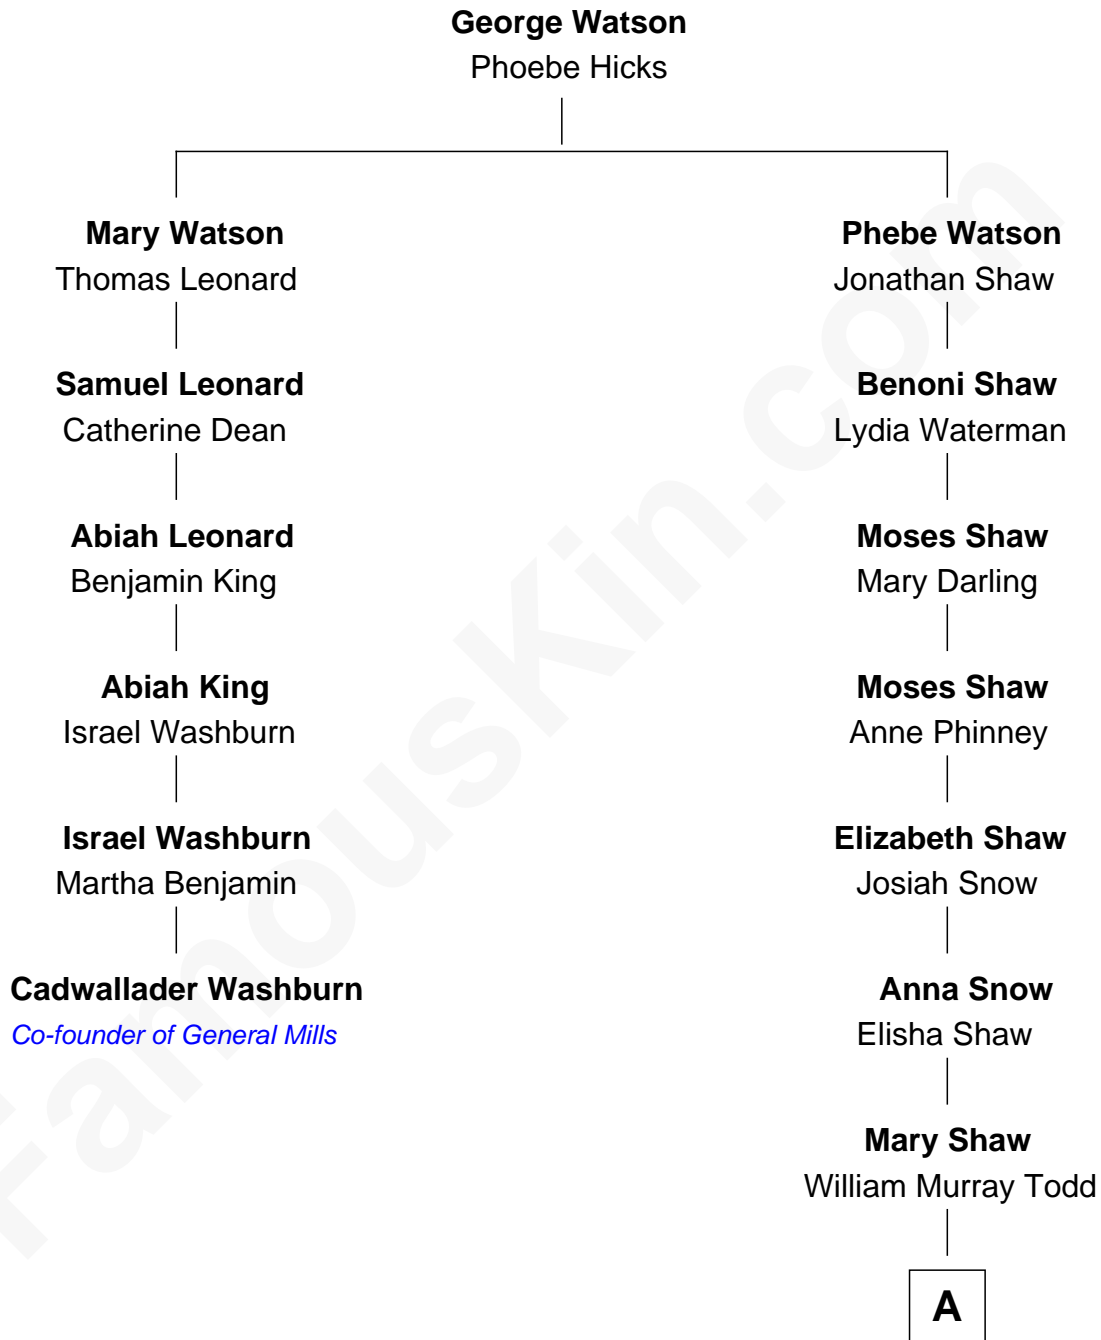 George Watson
Phoebe Hicks
Mary Watson
Thomas Leonard
Samuel Leonard
Catherine Dean
Abiah Leonard
Benjamin King
Abiah King
Israel Washburn
Israel Washburn
Martha Benjamin
Cadwallader Washburn
Co-founder of General Mills
Phebe Watson
Jonathan Shaw
Benoni Shaw
Lydia Waterman
Moses Shaw
Mary Darling
Moses Shaw
Anne Phinney
Elizabeth Shaw
Josiah Snow
Anna Snow
Elisha Shaw
Mary Shaw
William Murray Todd
A
FamousKin.com